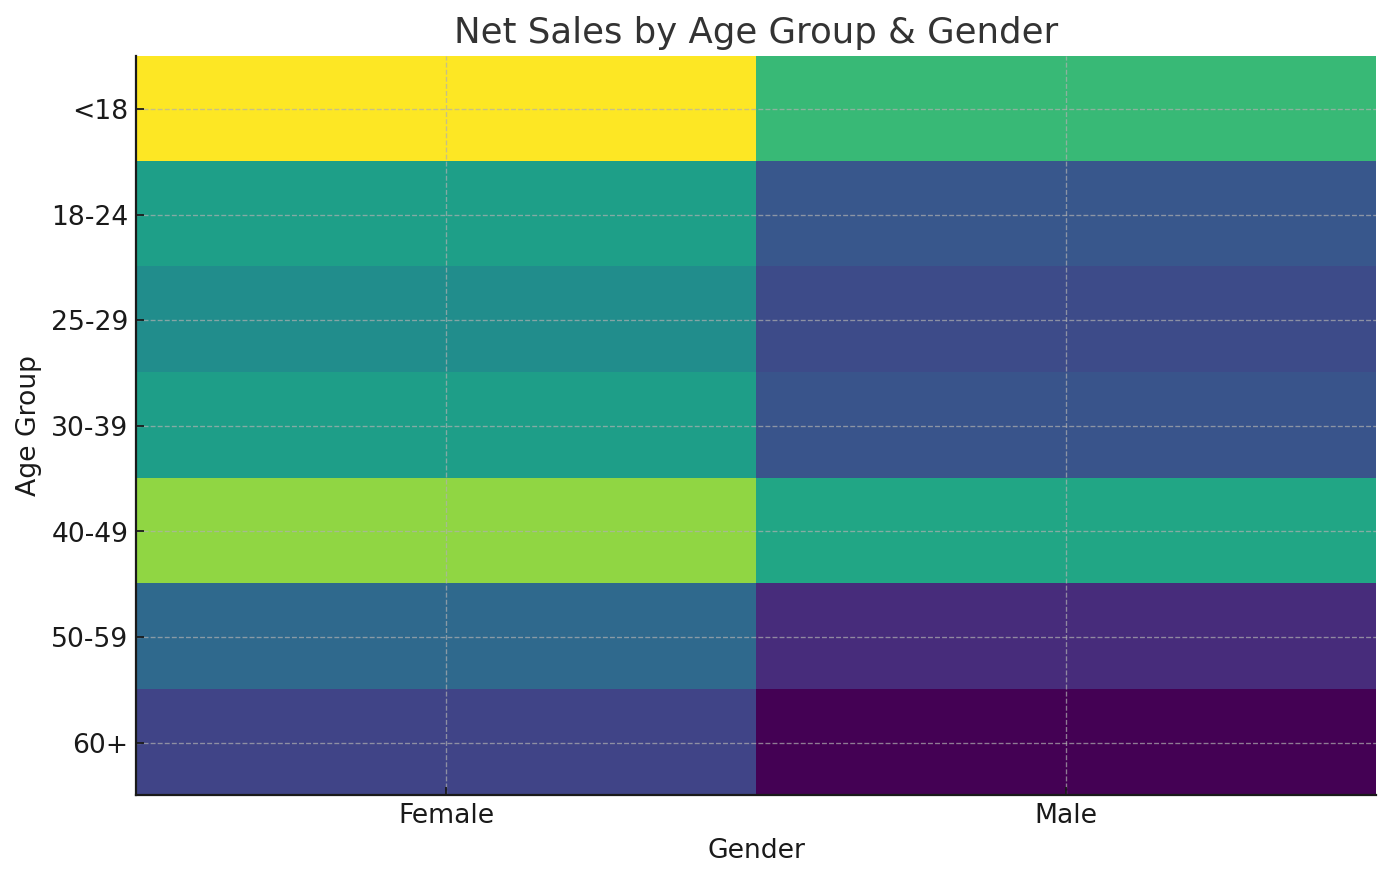 Net Sales by Age Group & Gender
<18
18-24
25-29
30-39
40-49
50-59
60+
Age Group
Female
Male
Gender